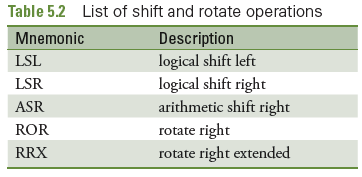 Table 5.2 List of shift and rotate operations
Mnemonic Description
LSL logical shift left
LSR logical shift right
ASR arithmetic shift right
ROR rotate right
RRX rotate right extended